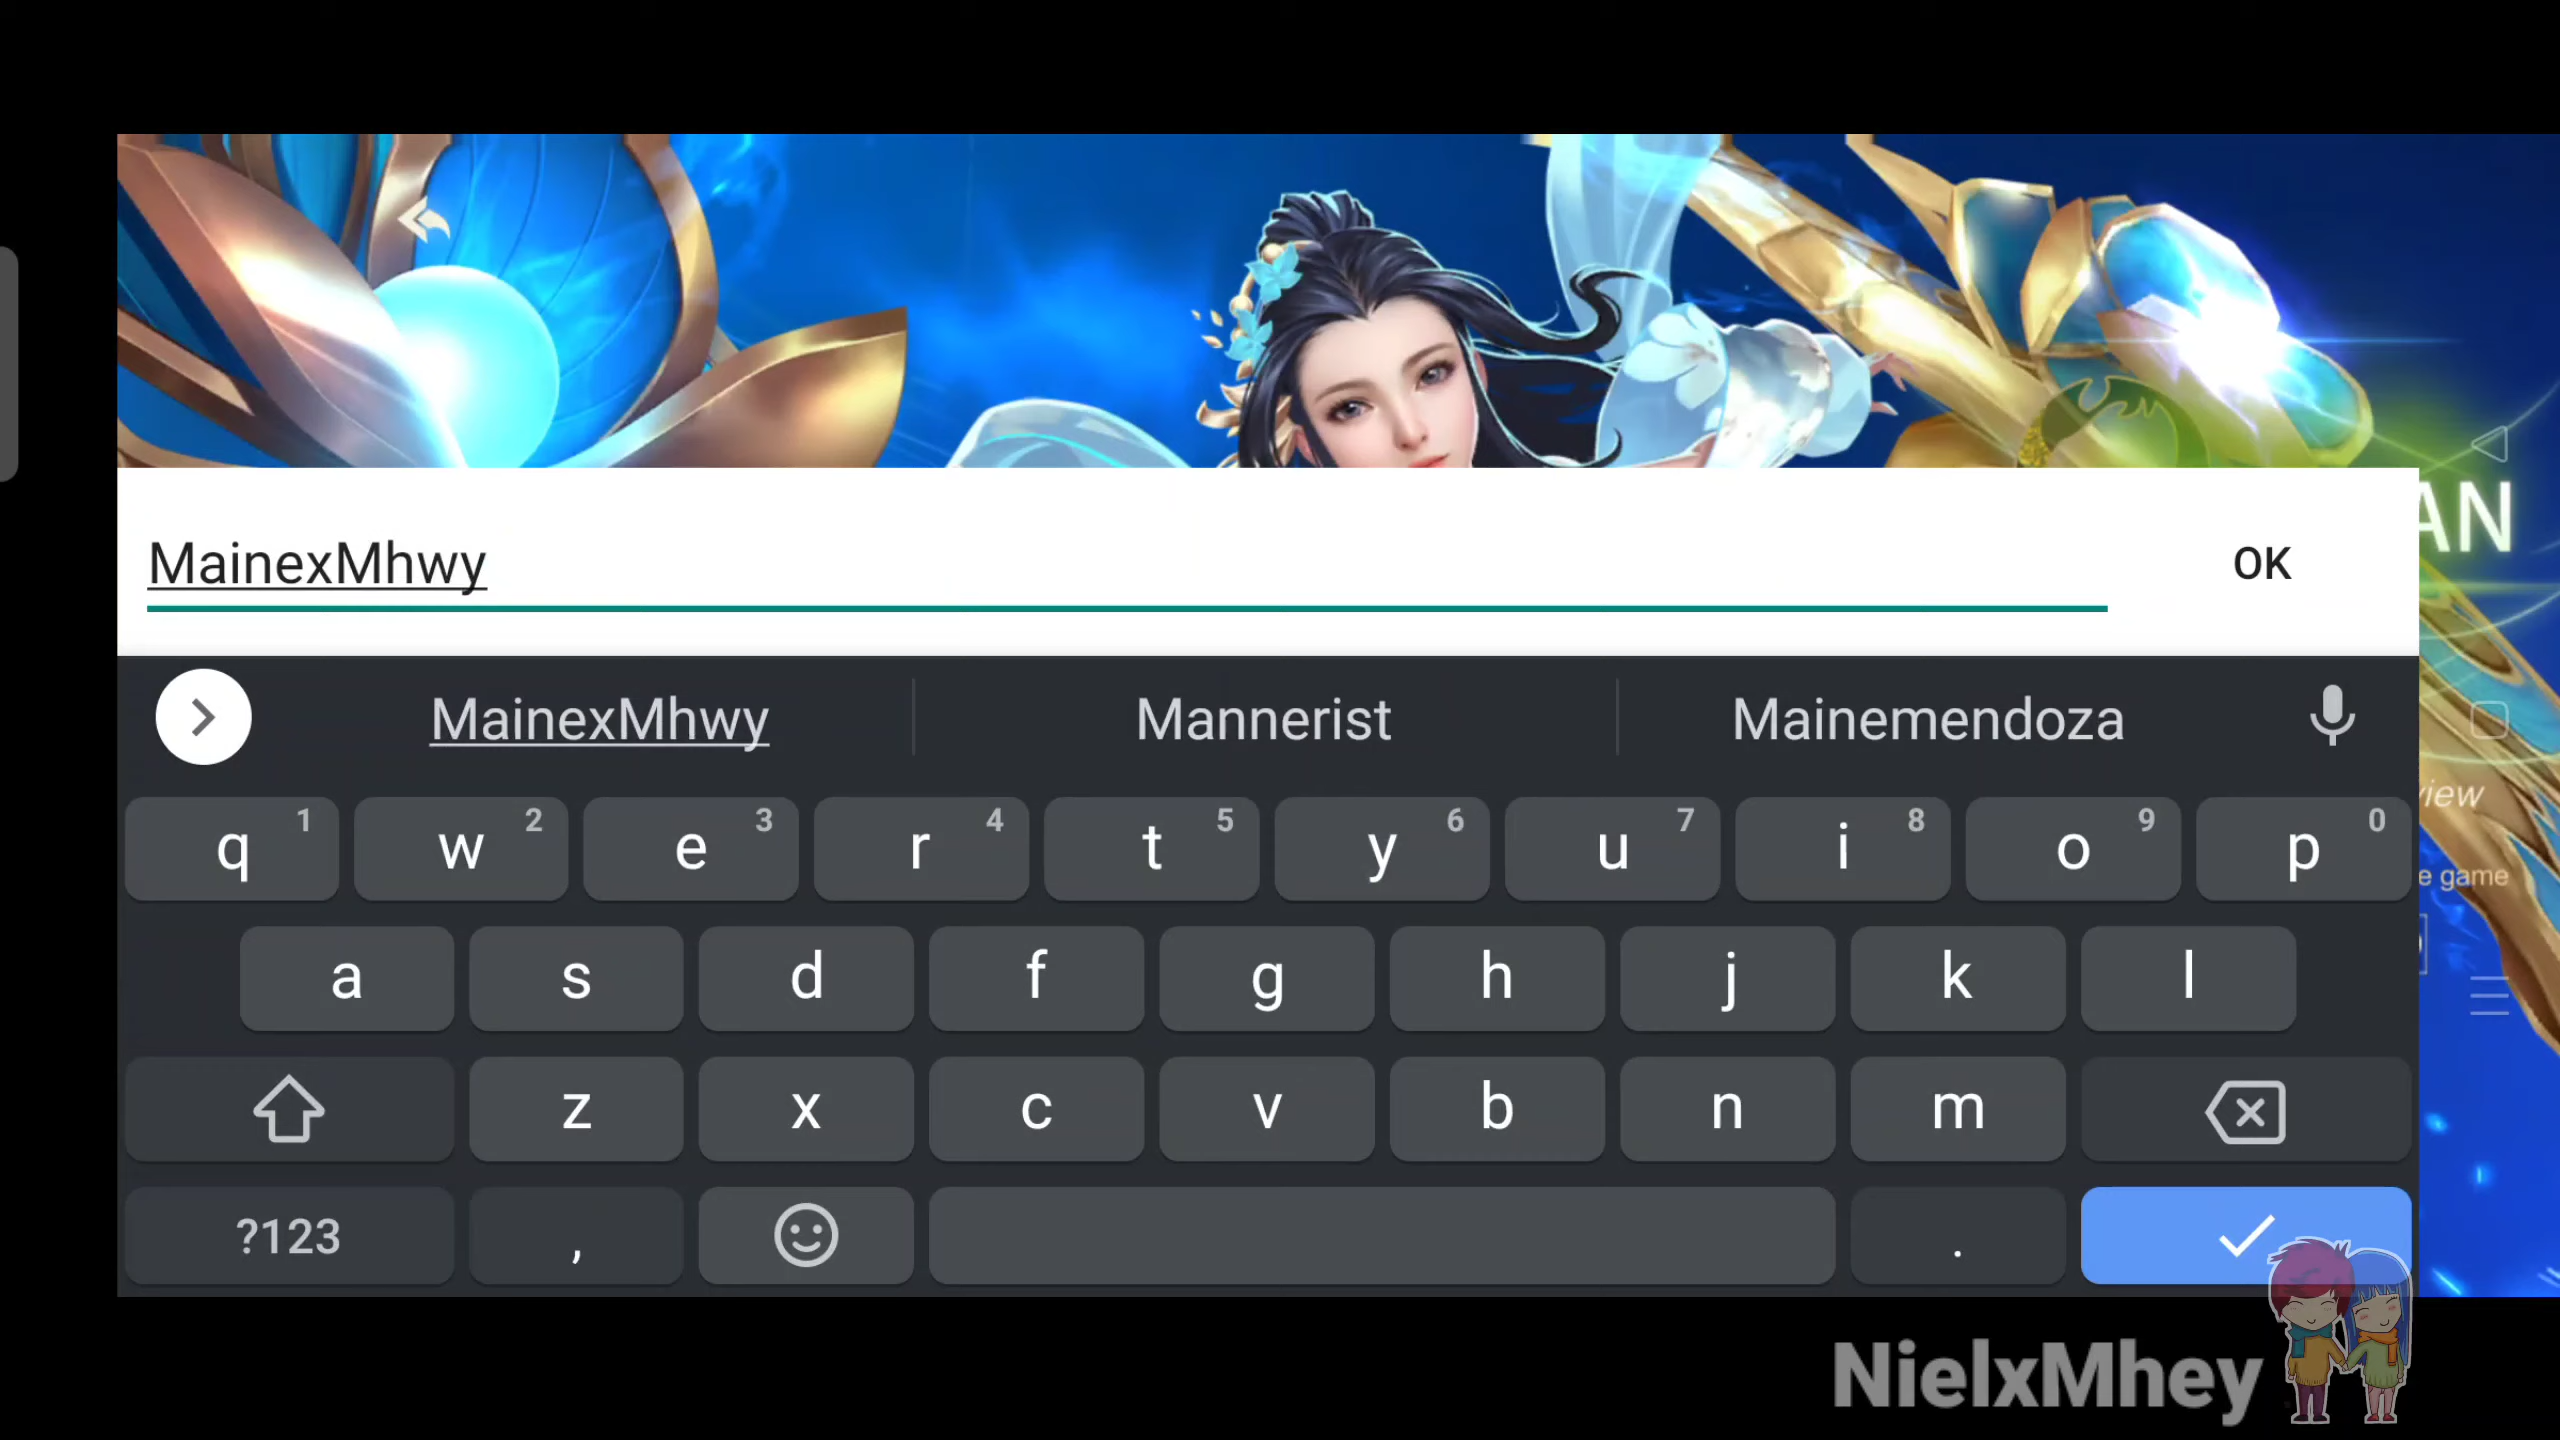 AN
MainexMhwy
OK
MainexMhwy Mannerist Mainemendoza
view
q 1 w 2 e 3 r 4 t 5 y 6 u 7 i 8 o 9 p 0
e game
a s d f g h j k l
z x c v b n m
?123 , .
NielxMhey